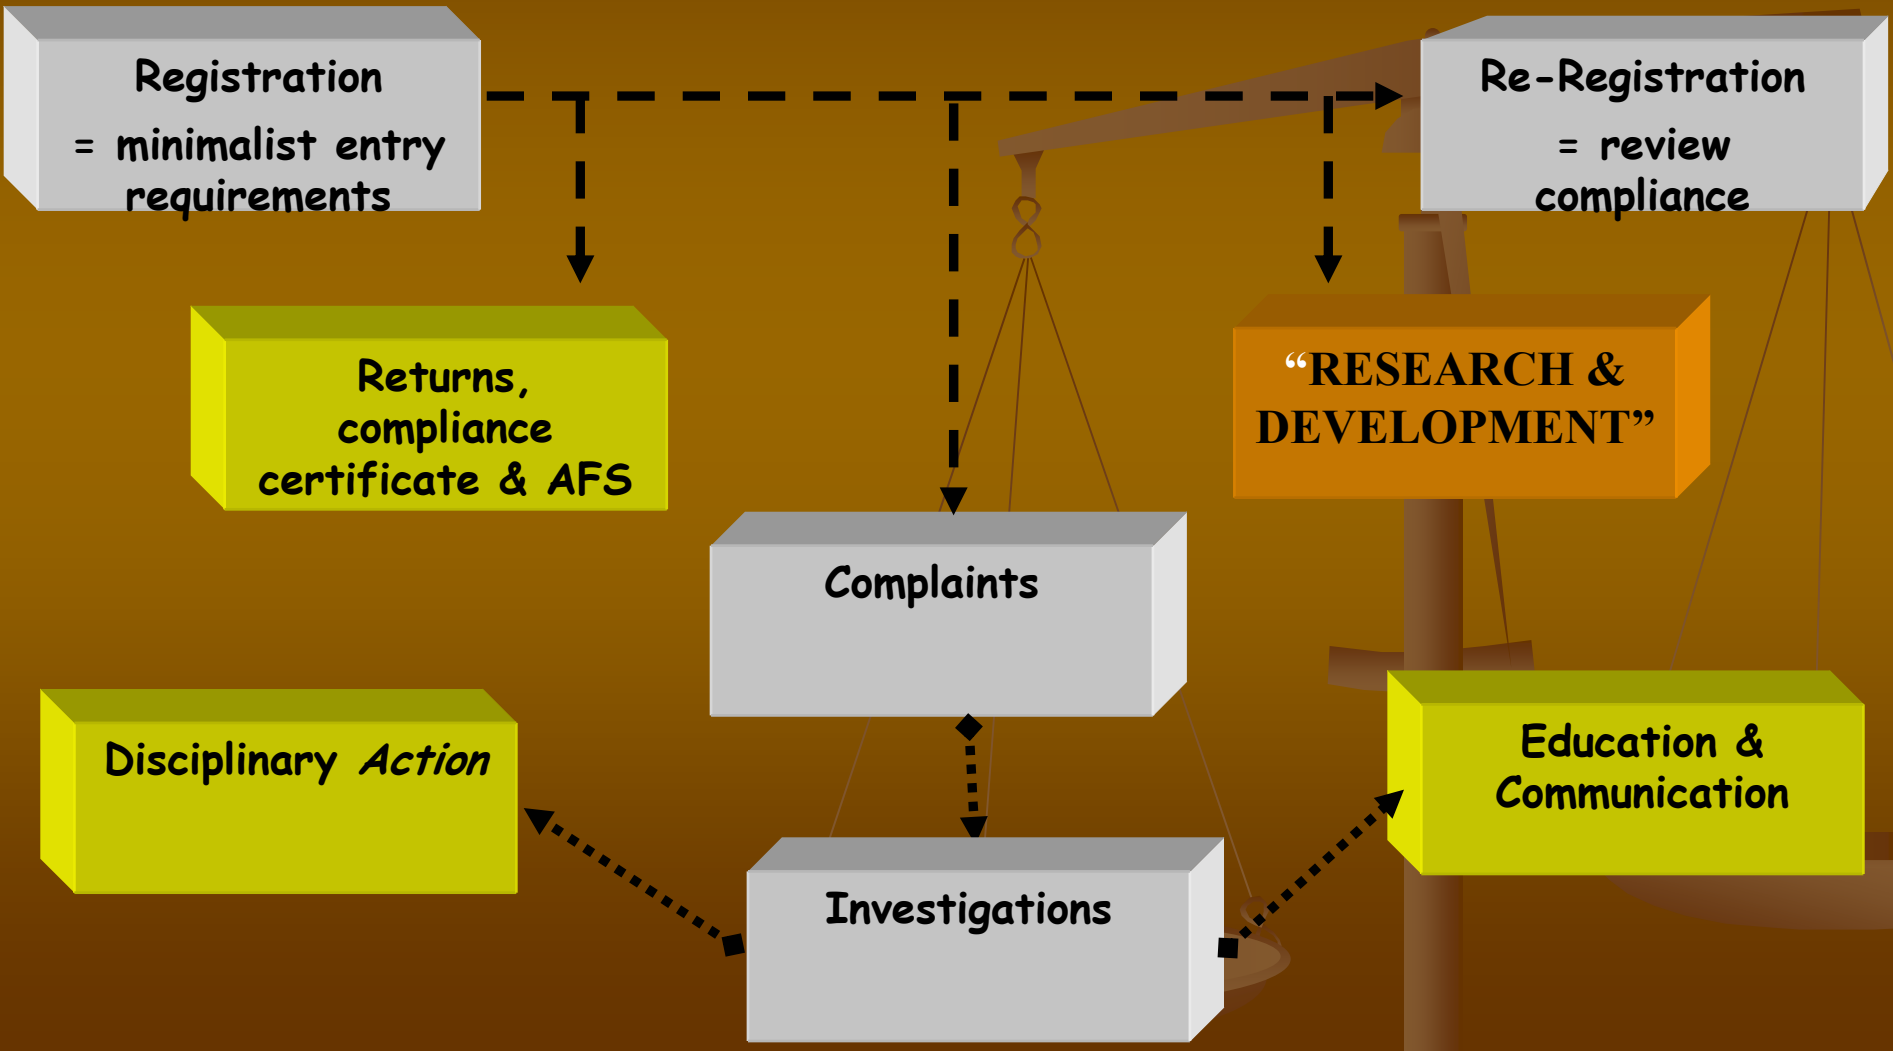 Registration
= minimalist entry
requirements
Re-Registration
= review
compliance
Returns,
compliance
certificate & AFS
“RESEARCH &
DEVELOPMENT”
Complaints
Disciplinary Action
Education &
Communication
Investigations